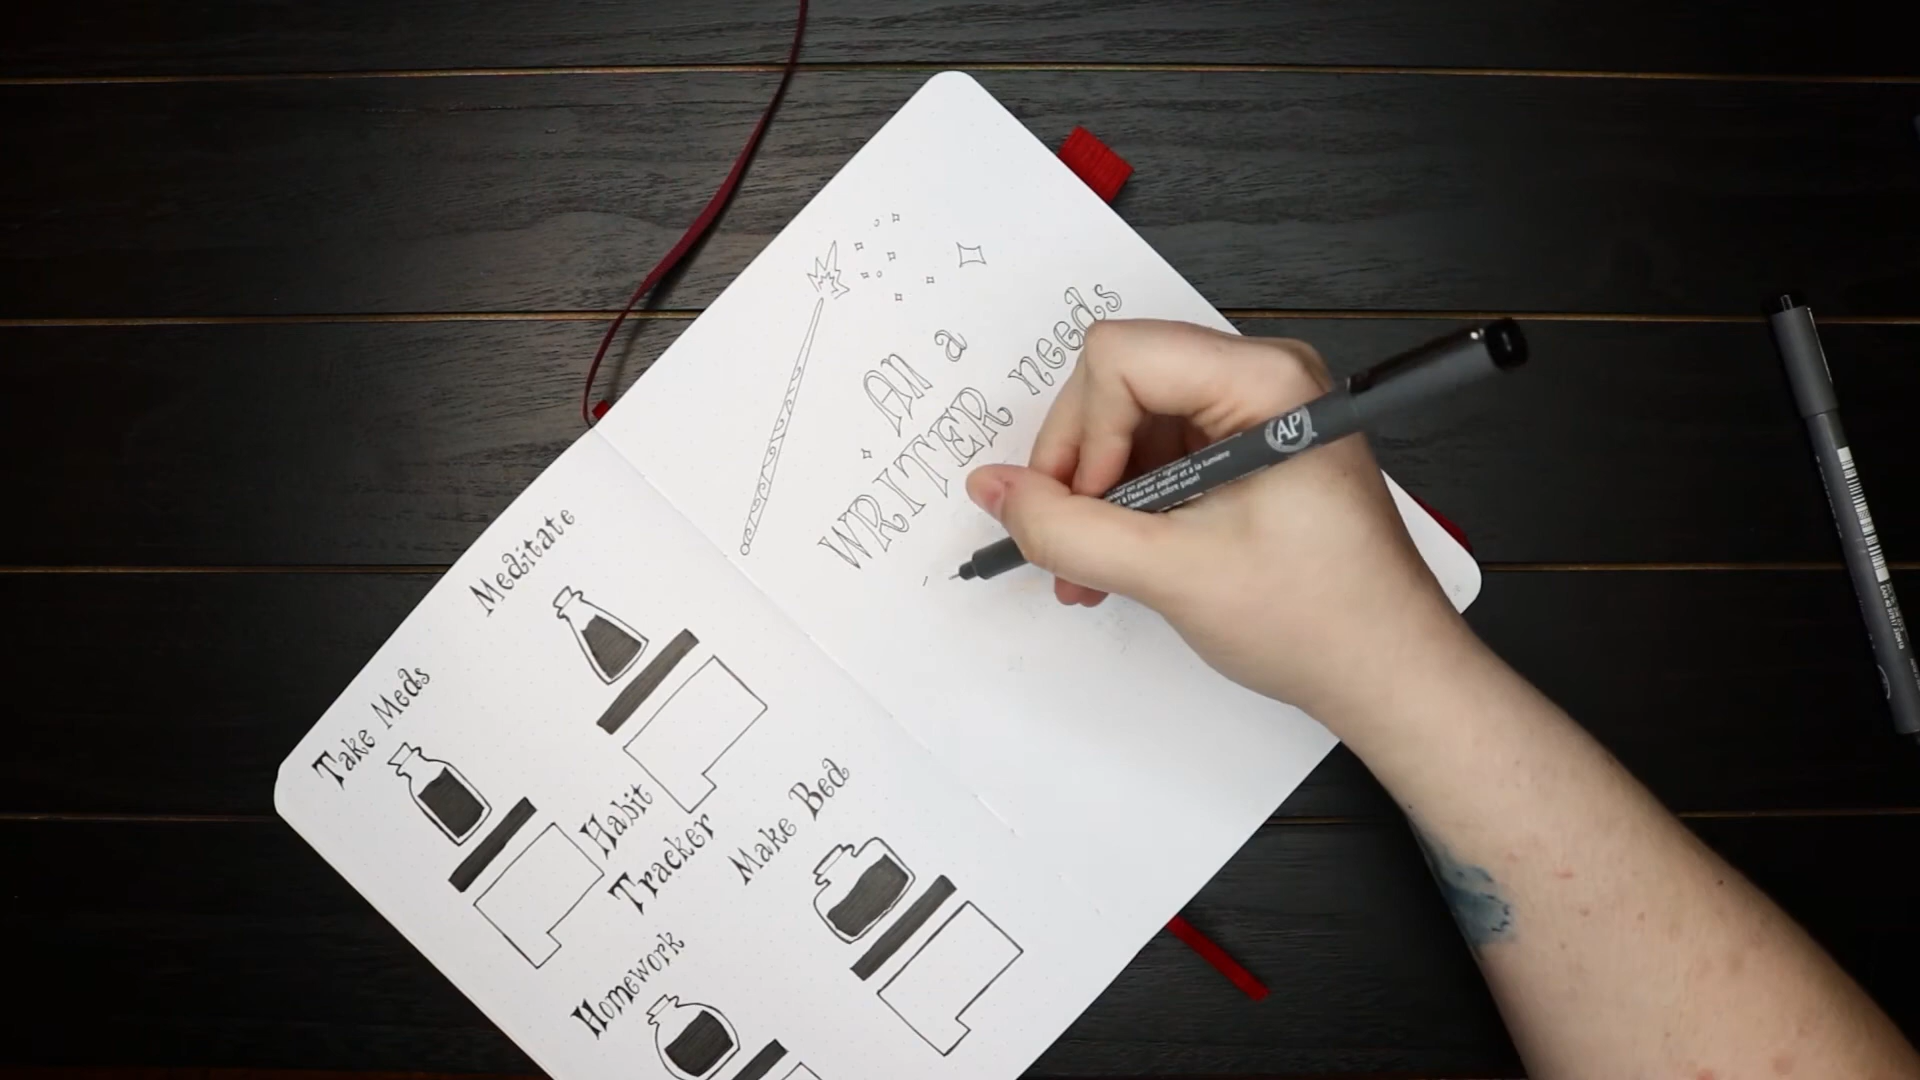 Meditate
Take Meds
Habit
Tracker
Make Bed
Homework
All a
WRITER needs
AP